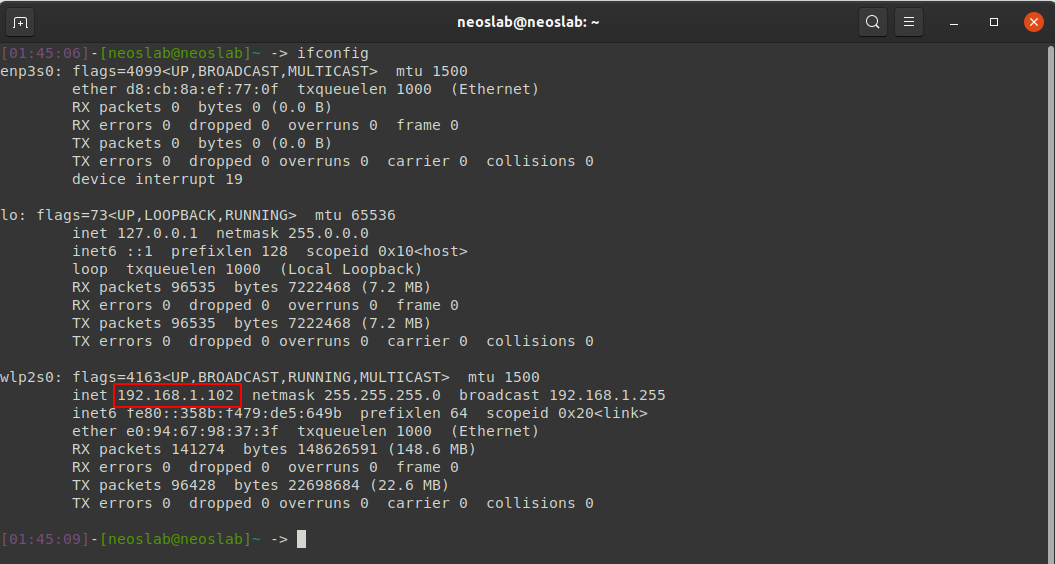 neoslab@neoslab: ~
[01:45:06]-[neoslab@neoslab]~ -> ifconfig
enp3s0: flags=4099<UP,BROADCAST,MULTICAST>  mtu 1500
        ether d8:cb:8a:ef:77:0f  txqueuelen 1000  (Ethernet)
        RX packets 0  bytes 0 (0.0 B)
        RX errors 0  dropped 0  overruns 0  frame 0
        TX packets 0  bytes 0 (0.0 B)
        TX errors 0  dropped 0 overruns 0  carrier 0  collisions 0
        device interrupt 19

lo: flags=73<UP,LOOPBACK,RUNNING>  mtu 65536
        inet 127.0.0.1  netmask 255.0.0.0
        inet6 ::1  prefixlen 128  scopeid 0x10<host>
        loop  txqueuelen 1000  (Local Loopback)
        RX packets 96535  bytes 7222468 (7.2 MB)
        RX errors 0  dropped 0  overruns 0  frame 0
        TX packets 96535  bytes 7222468 (7.2 MB)
        TX errors 0  dropped 0 overruns 0  carrier 0  collisions 0

wlp2s0: flags=4163<UP,BROADCAST,RUNNING,MULTICAST>  mtu 1500
        inet 192.168.1.102  netmask 255.255.255.0  broadcast 192.168.1.255
        inet6 fe80::358b:f479:de5:649b  prefixlen 64  scopeid 0x20<link>
        ether e0:94:67:98:37:3f  txqueuelen 1000  (Ethernet)
        RX packets 141274  bytes 148626591 (148.6 MB)
        RX errors 0  dropped 0  overruns 0  frame 0
        TX packets 96428  bytes 22698684 (22.6 MB)
        TX errors 0  dropped 0 overruns 0  carrier 0  collisions 0

[01:45:09]-[neoslab@neoslab]~ ->